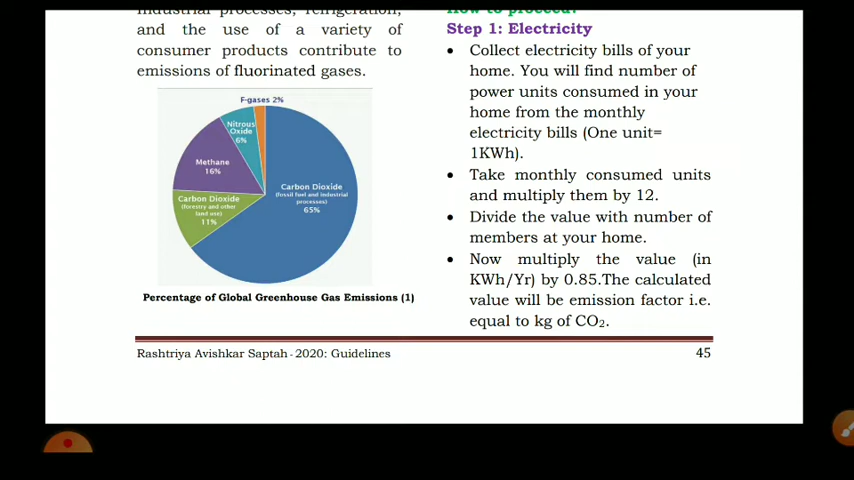 industrial processes, refrigeration,
and the use of a variety of
consumer products contribute to
emissions of fluorinated gases.
F-gases 2%
Nitrous
Oxide
6%
Methane
16%
Carbon Dioxide
(forestry and other
land use)
11%
Carbon Dioxide
(fossil fuel and industrial
processes)
65%
Percentage of Global Greenhouse Gas Emissions (1)
How to proceed?
Step 1: Electricity
• Collect electricity bills of your
home. You will find number of
power units consumed in your
home from the monthly
electricity bills (One unit=
1KWh).
• Take monthly consumed units
and multiply them by 12.
• Divide the value with number of
members at your home.
• Now multiply the value (in
KWh/Yr) by 0.85.The calculated
value will be emission factor i.e.
equal to kg of CO₂.
Rashtriya Avishkar Saptah - 2020: Guidelines
45